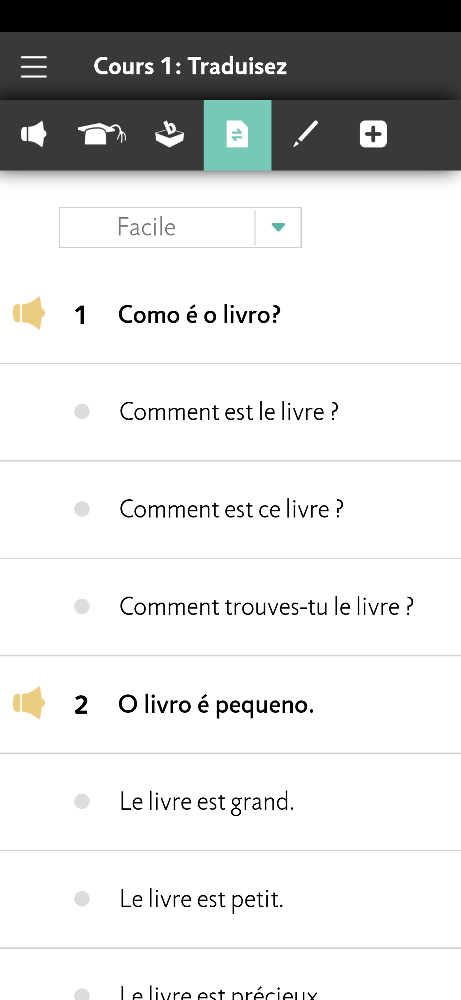 Cours 1: Traduisez
Facile
1 Como é o livro?
Comment est le livre ?
Comment est ce livre ?
Comment trouves-tu le livre ?
2 O livro é pequeno.
Le livre est grand.
Le livre est petit.
Le livre est précieux